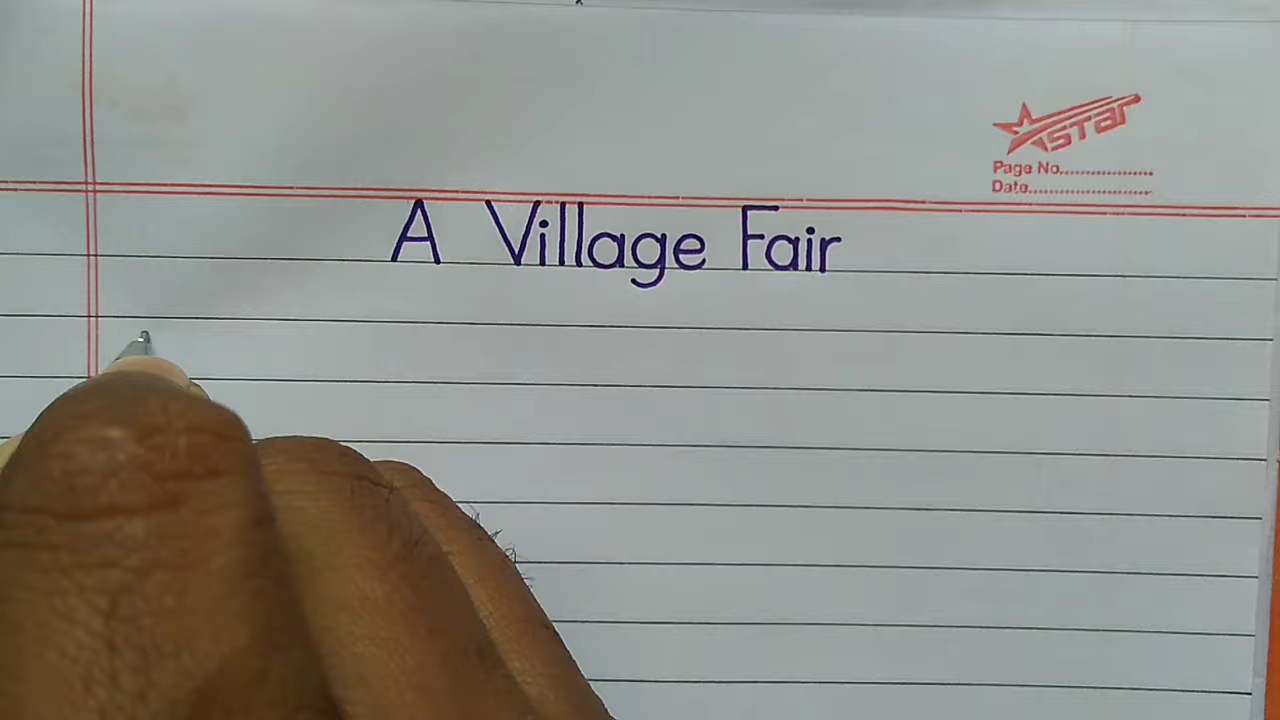 Star
Page No..................
Date........................
A Village Fair